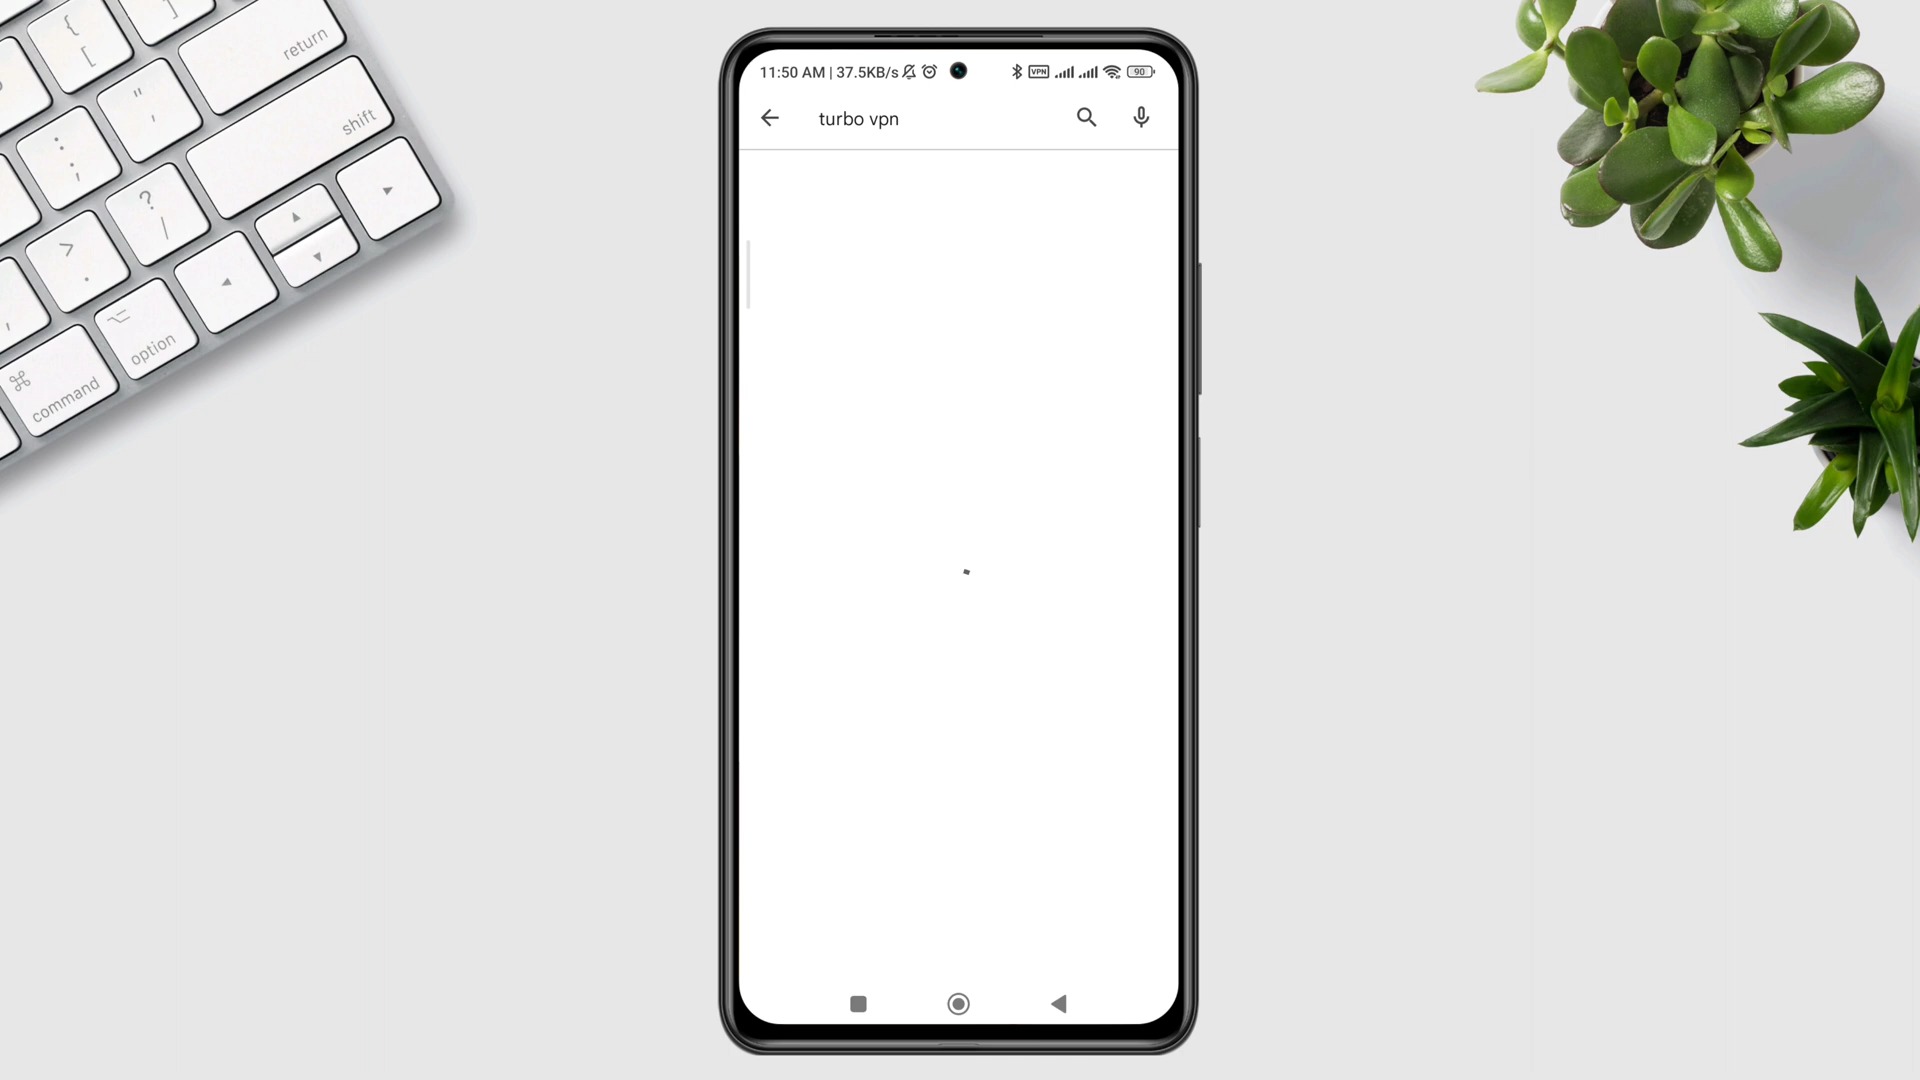 11:50 AM | 37.5KB/s
VPN
90
turbo vpn
{
[
]
return
"
,
:
;
shift
?
/
>
.
option
⌘
command